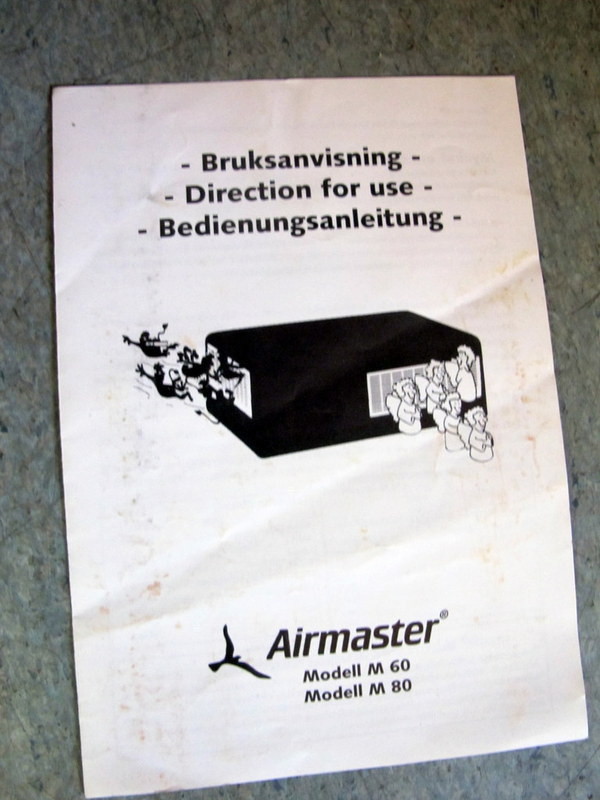 - Bruksanvisning -
- Direction for use -
- Bedienungsanleitung -
Airmaster®
Modell M 60
Modell M 80